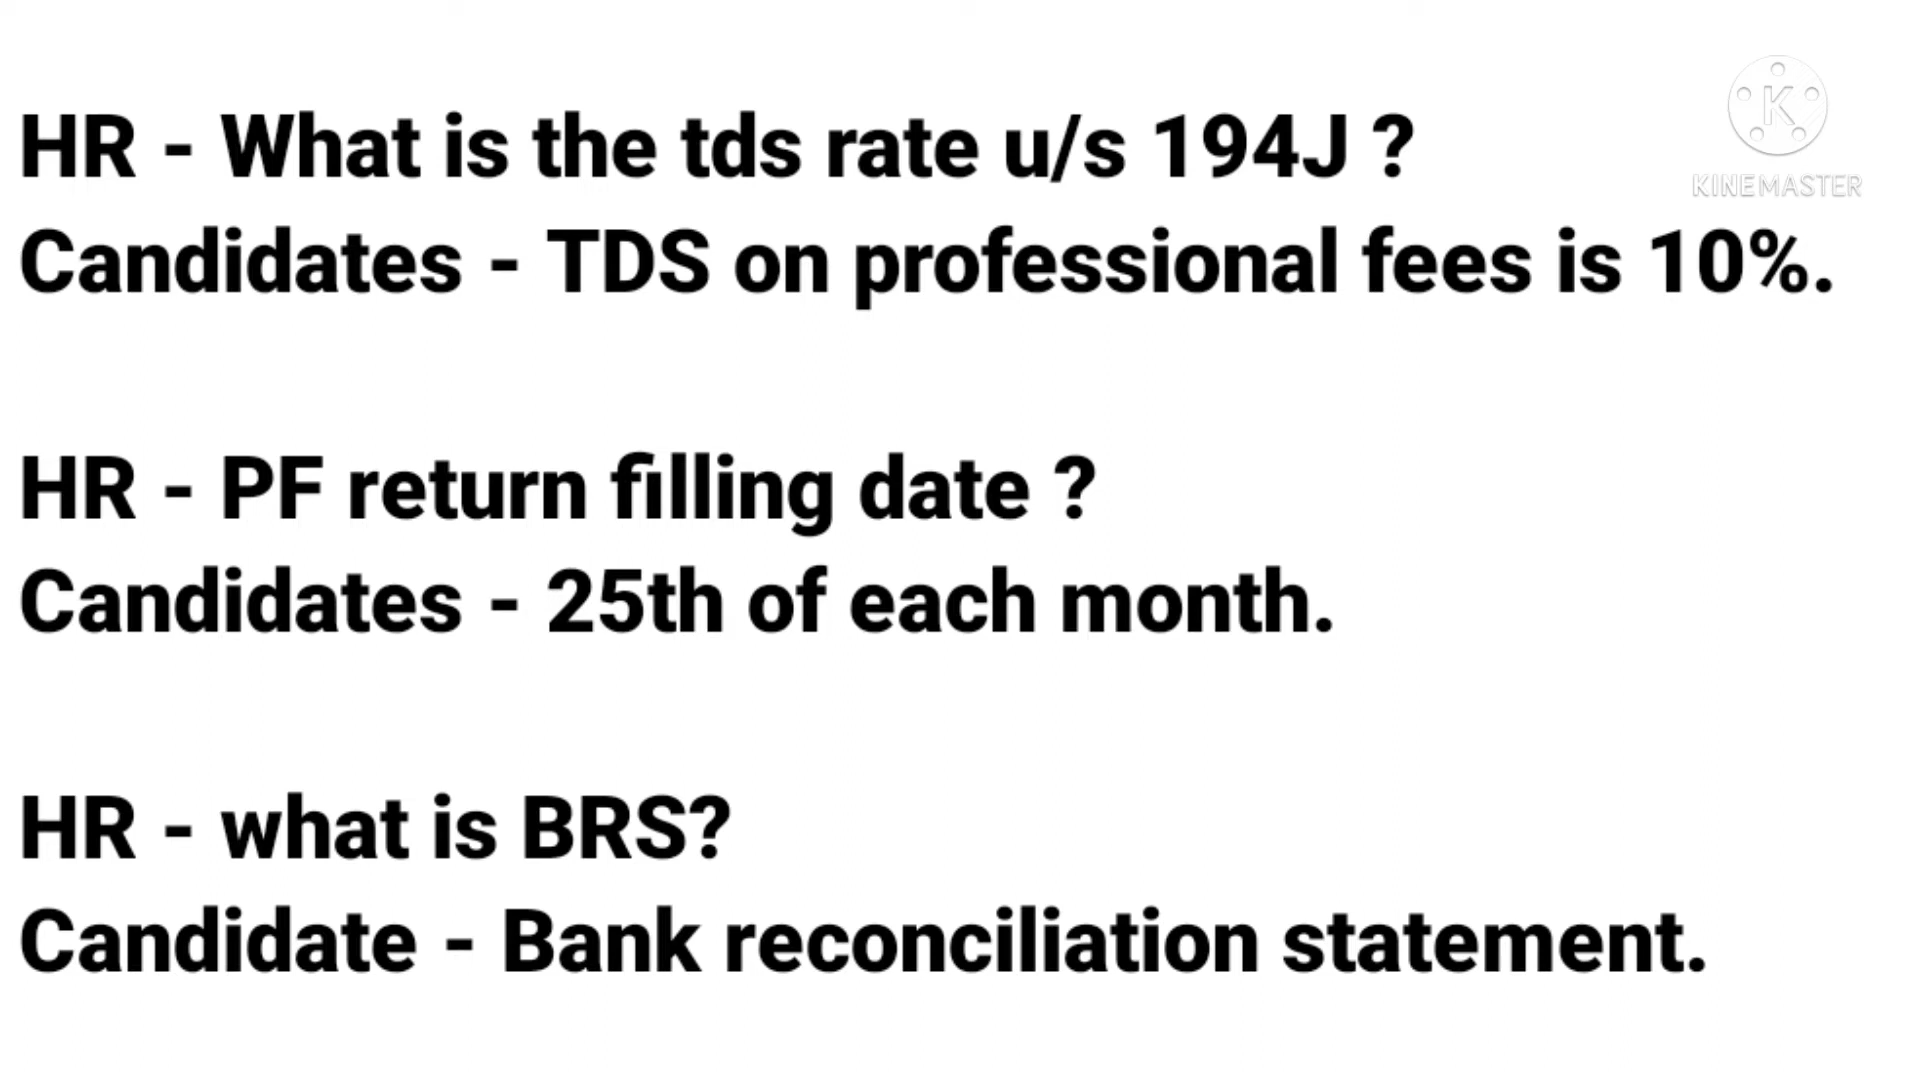 HR - What is the tds rate u/s 194J ?
Candidates - TDS on professional fees is 10%.
HR - PF return filling date ?
Candidates - 25th of each month.
HR - what is BRS?
Candidate - Bank reconciliation statement.
K
KINEMASTER